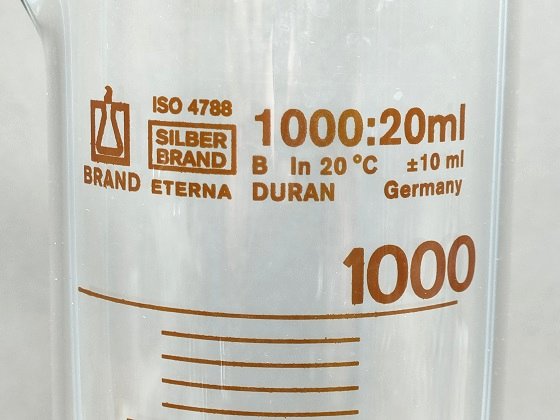 ISO 4788
1000:20ml
SILBER
BRAND
B In 20 °C ±10 ml
BRAND
ETERNA DURAN Germany
1000